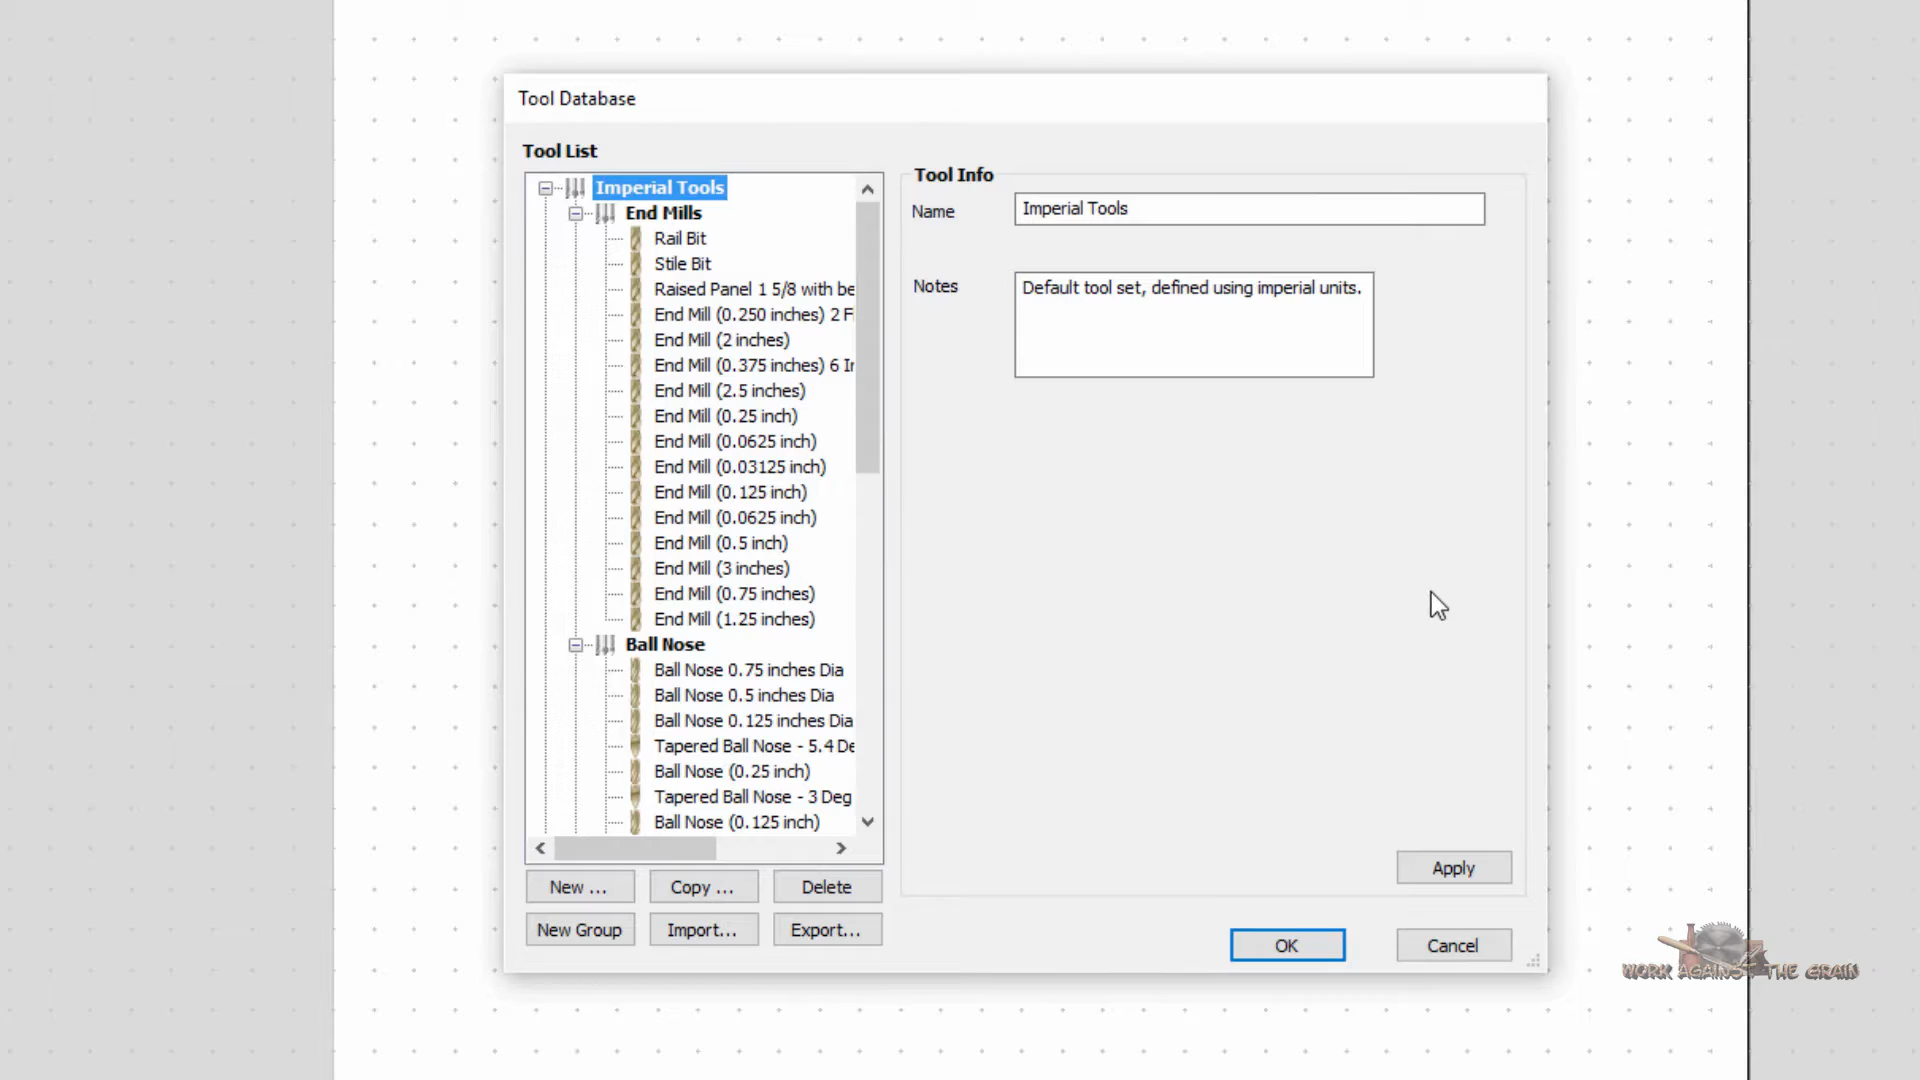 Tool Database
Tool List
Imperial Tools
End Mills
Rail Bit
Stile Bit
Raised Panel 1 5/8 with be
End Mill (0.250 inches) 2 F
End Mill (2 inches)
End Mill (0.375 inches) 6 In
End Mill (2.5 inches)
End Mill (0.25 inch)
End Mill (0.0625 inch)
End Mill (0.03125 inch)
End Mill (0.125 inch)
End Mill (0.0625 inch)
End Mill (0.5 inch)
End Mill (3 inches)
End Mill (0.75 inches)
End Mill (1.25 inches)
Ball Nose
Ball Nose 0.75 inches Dia
Ball Nose 0.5 inches Dia
Ball Nose 0.125 inches Dia
Tapered Ball Nose - 5.4 De
Ball Nose (0.25 inch)
Tapered Ball Nose - 3 Deg
Ball Nose (0.125 inch)
New ... Copy ... Delete
New Group Import... Export...
Tool Info
Name Imperial Tools
Notes Default tool set, defined using imperial units.
Apply
OK Cancel
WORK AGAINST THE GRAIN